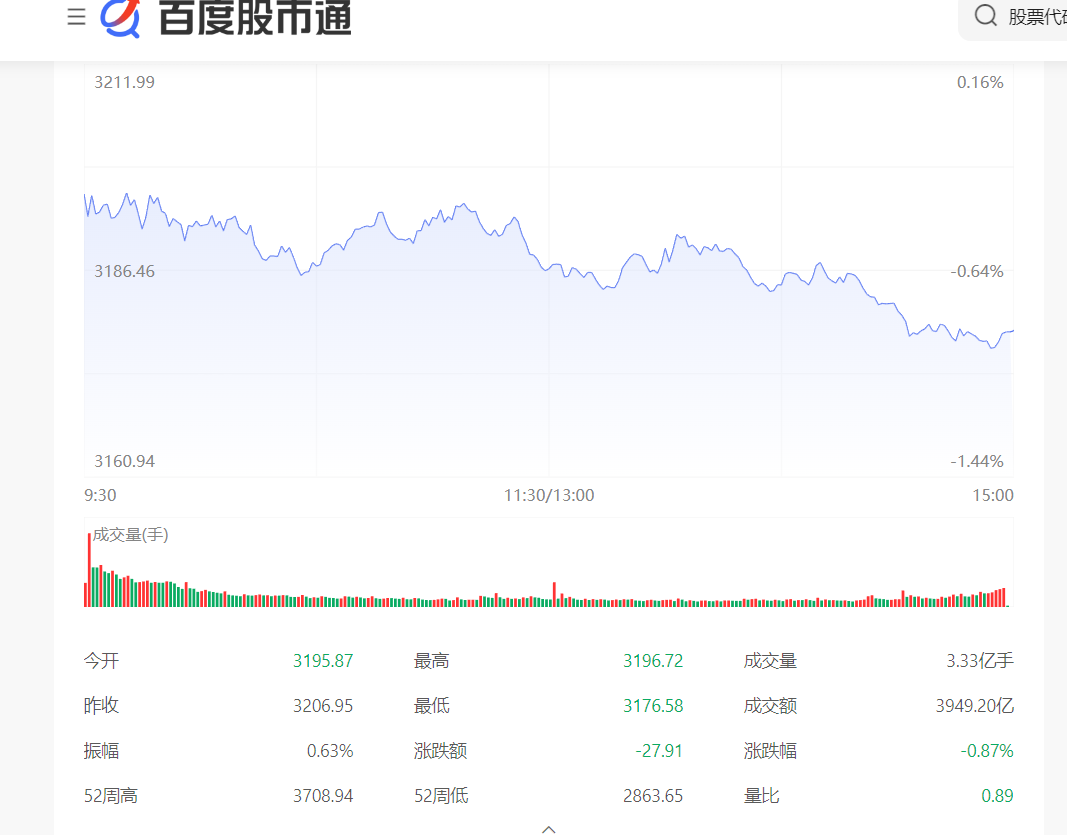 百度股市通
股票代码
3211.99 0.16%
3186.46 -0.64%
3160.94 -1.44%
9:30 11:30/13:00 15:00
成交量(手)
今开 3195.87 最高 3196.72 成交量 3.33亿手
昨收 3206.95 最低 3176.58 成交额 3949.20亿
振幅 0.63% 涨跌额 -27.91 涨跌幅 -0.87%
52周高 3708.94 52周低 2863.65 量比 0.89